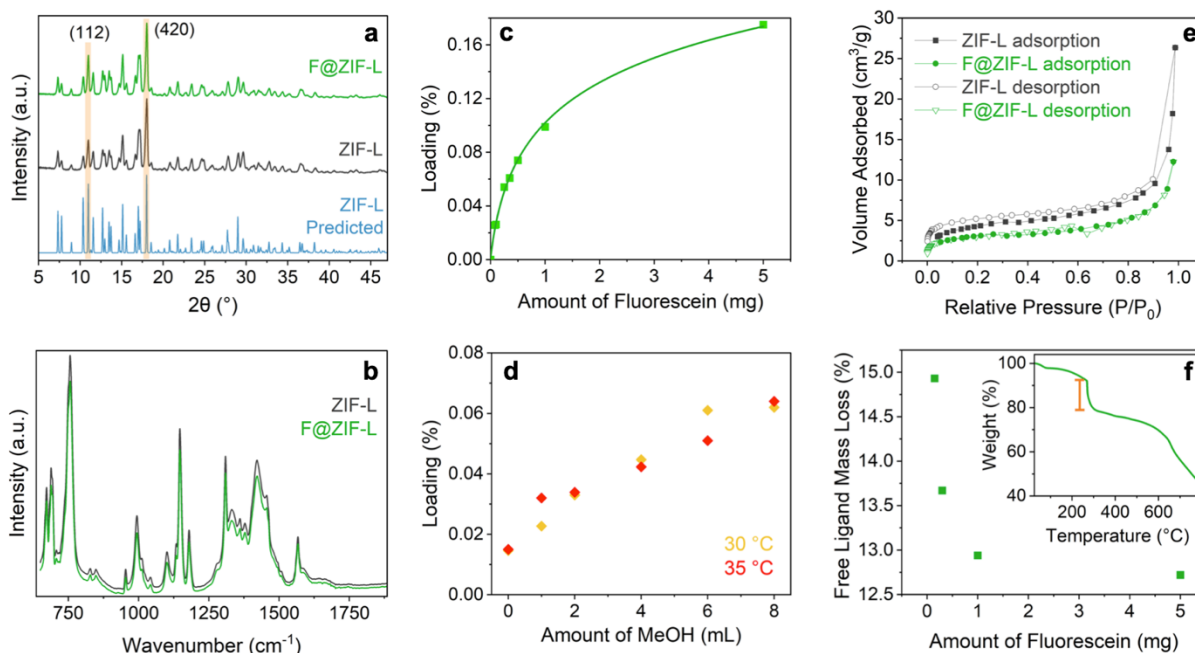 a
(112)
(420)
F@ZIF-L
ZIF-L
ZIF-L
Predicted
Intensity (a.u.)
5 10 15 20 25 30 35 40 45
2θ (°)
c
0.16
0.12
0.08
0.04
0.00
Loading (%)
0 1 2 3 4 5
Amount of Fluorescein (mg)
e
ZIF-L adsorption
F@ZIF-L adsorption
ZIF-L desorption
F@ZIF-L desorption
30
25
20
15
10
5
0
Volume Adsorbed (cm³/g)
0.0 0.2 0.4 0.6 0.8 1.0
Relative Pressure (P/P₀)
b
ZIF-L
F@ZIF-L
Intensity (a.u.)
750 1000 1250 1500 1750
Wavenumber (cm⁻¹)
d
0.08
0.06
0.04
0.02
0.00
Loading (%)
30 °C
35 °C
0 2 4 6 8
Amount of MeOH (mL)
f
15.0
14.5
14.0
13.5
13.0
12.5
Free Ligand Mass Loss (%)
100
80
60
40
Weight (%)
200 400 600
Temperature (°C)
0 1 2 3 4 5
Amount of Fluorescein (mg)